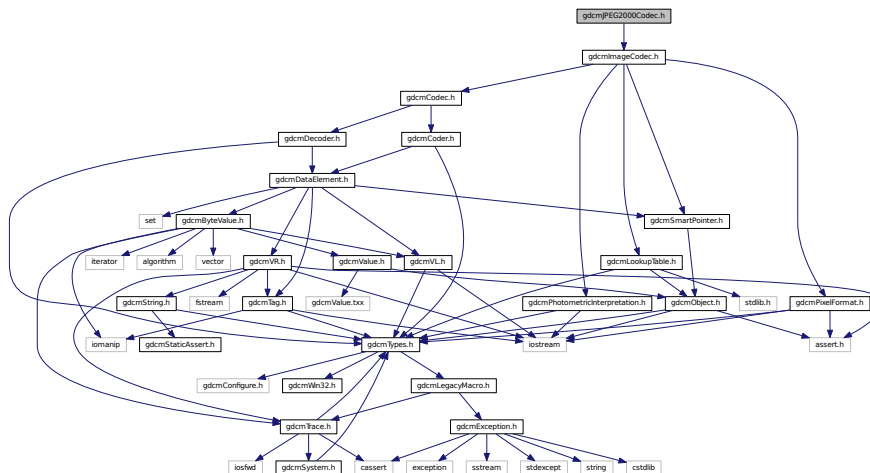 gdcmJPEG2000Codec.h
gdcmImageCodec.h
gdcmCodec.h
gdcmDecoder.h
gdcmCoder.h
gdcmDataElement.h
set
gdcmByteValue.h
gdcmSmartPointer.h
iterator
algorithm
vector
gdcmVR.h
gdcmValue.h
gdcmVL.h
gdcmLookupTable.h
gdcmString.h
fstream
gdcmTag.h
gdcmValue.txx
gdcmPhotometricInterpretation.h
gdcmObject.h
stdlib.h
gdcmPixelFormat.h
iomanip
gdcmStaticAssert.h
gdcmTypes.h
iostream
assert.h
gdcmConfigure.h
gdcmWin32.h
gdcmLegacyMacro.h
gdcmTrace.h
gdcmException.h
iosfwd
gdcmSystem.h
cassert
exception
sstream
stdexcept
string
cstdlib